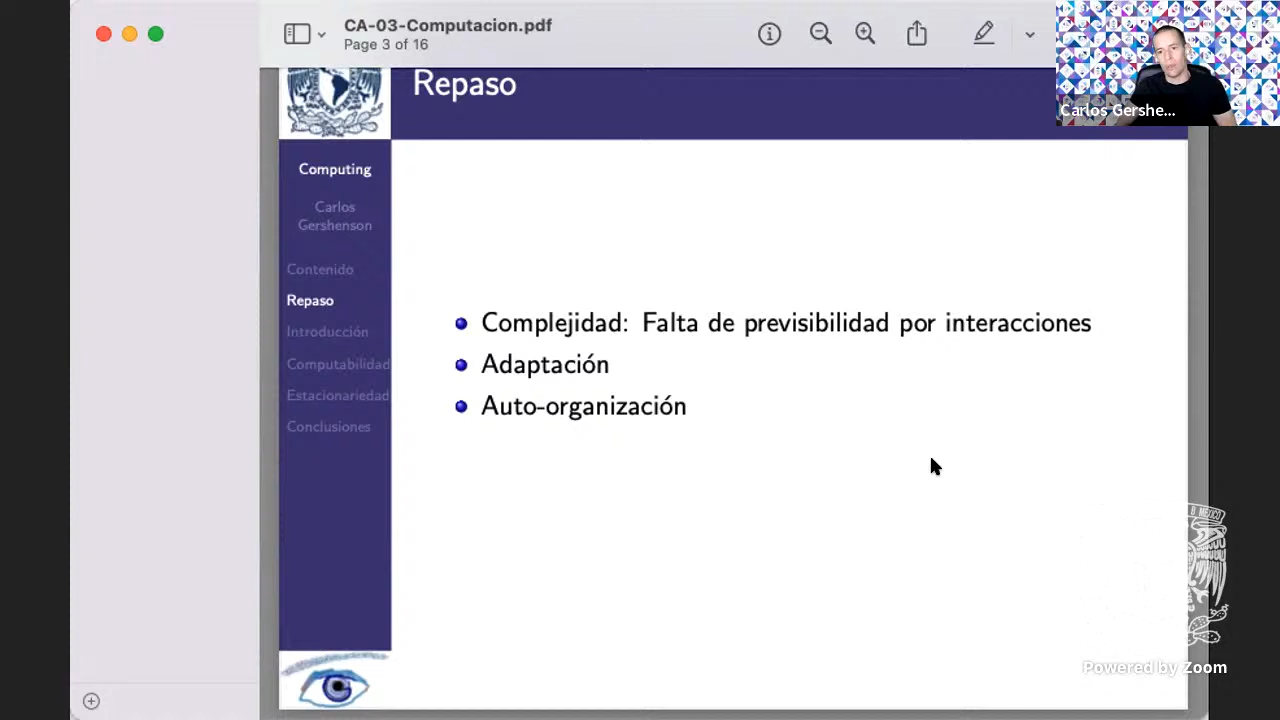 CA-03-Computacion.pdf
Page 3 of 16
Carlos Gershe...
Repaso
Computing
Carlos
Gershenson
Contenido
Repaso
Introducción
Computabilidad
Estacionariedad
Conclusiones
Complejidad: Falta de previsibilidad por interacciones
Adaptación
Auto-organización
Powered by Zoom